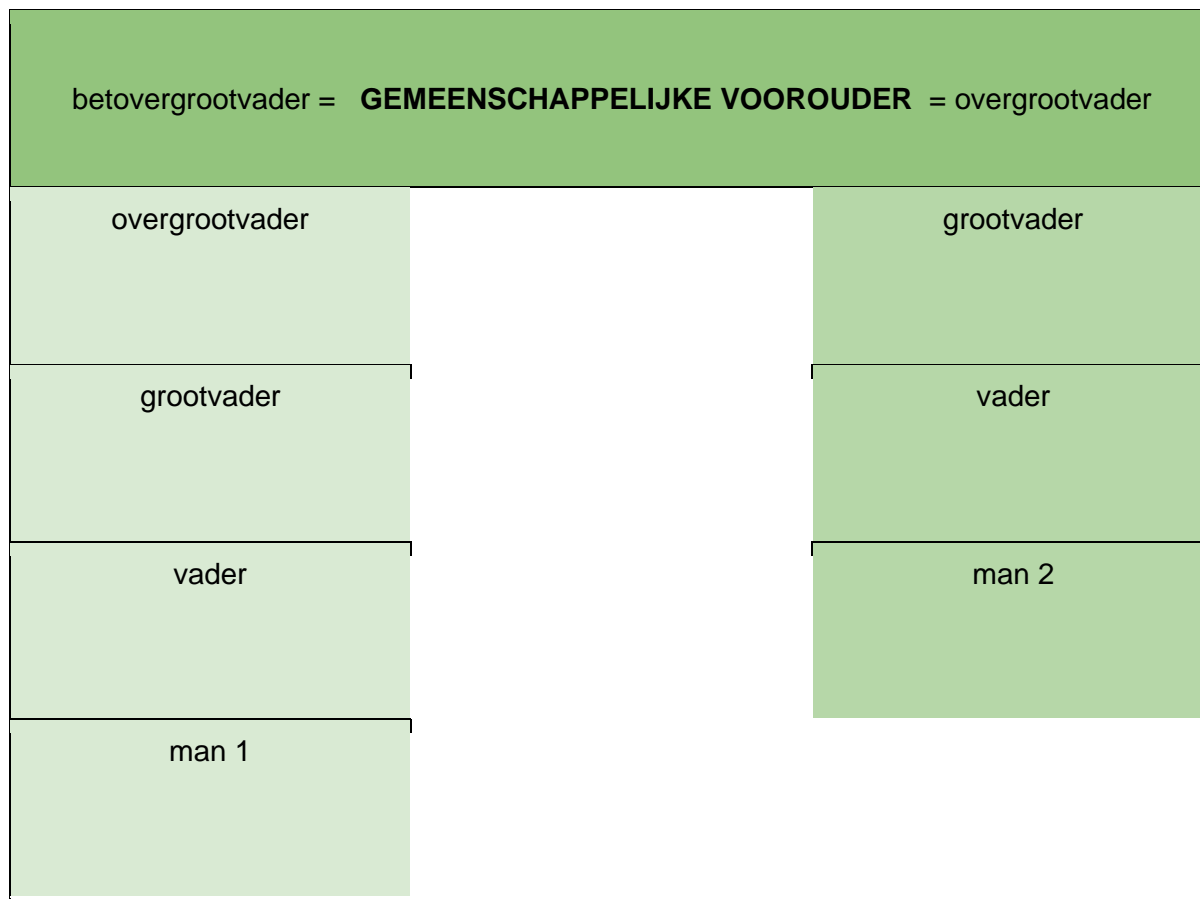 betovergrootvader = GEMEENSCHAPPELIJKE VOOROUDER = overgrootvader
overgrootvader
grootvader
grootvader
vader
vader
man 2
man 1